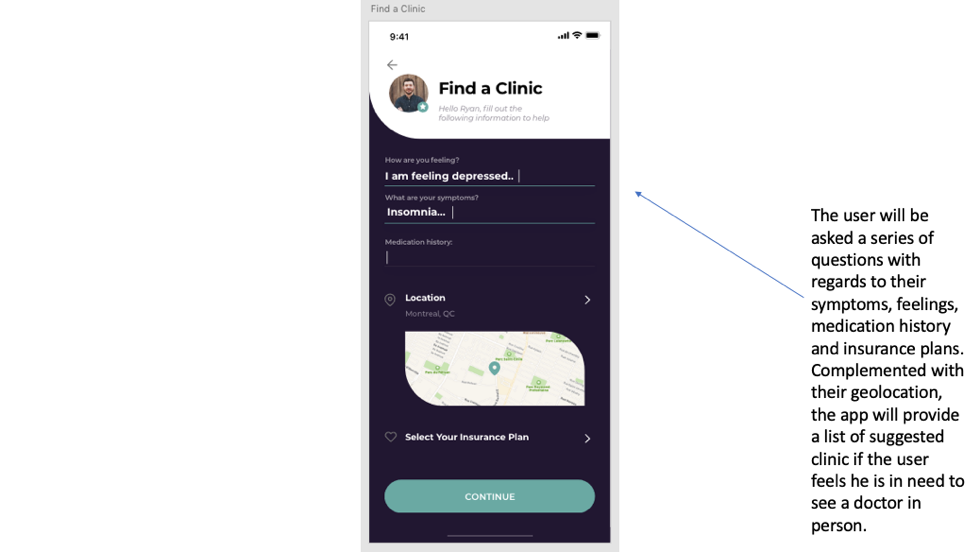 Find a Clinic
9:41
Find a Clinic
Hello Ryan, fill out the
following information to help
How are you feeling?
I am feeling depressed..
What are your symptoms?
Insomnia...
Medication history:
Location
Montreal, QC
Select Your Insurance Plan
CONTINUE
The user will be
asked a series of
questions with
regards to their
symptoms, feelings,
medication history
and insurance plans.
Complemented with
their geolocation,
the app will provide
a list of suggested
clinic if the user
feels he is in need to
see a doctor in
person.